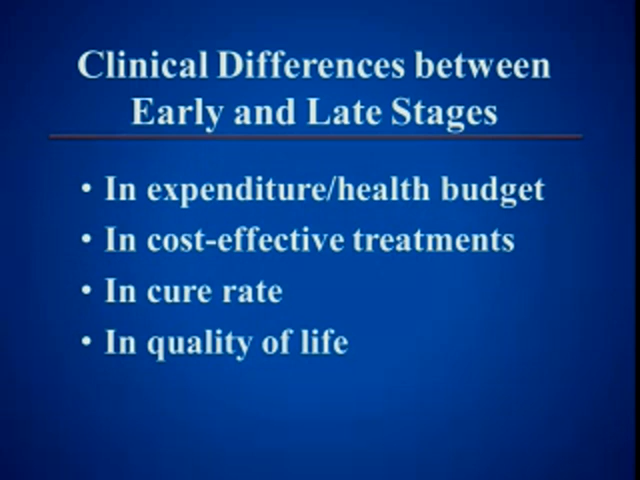 Clinical Differences between
Early and Late Stages
• In expenditure/health budget
• In cost-effective treatments
• In cure rate
• In quality of life